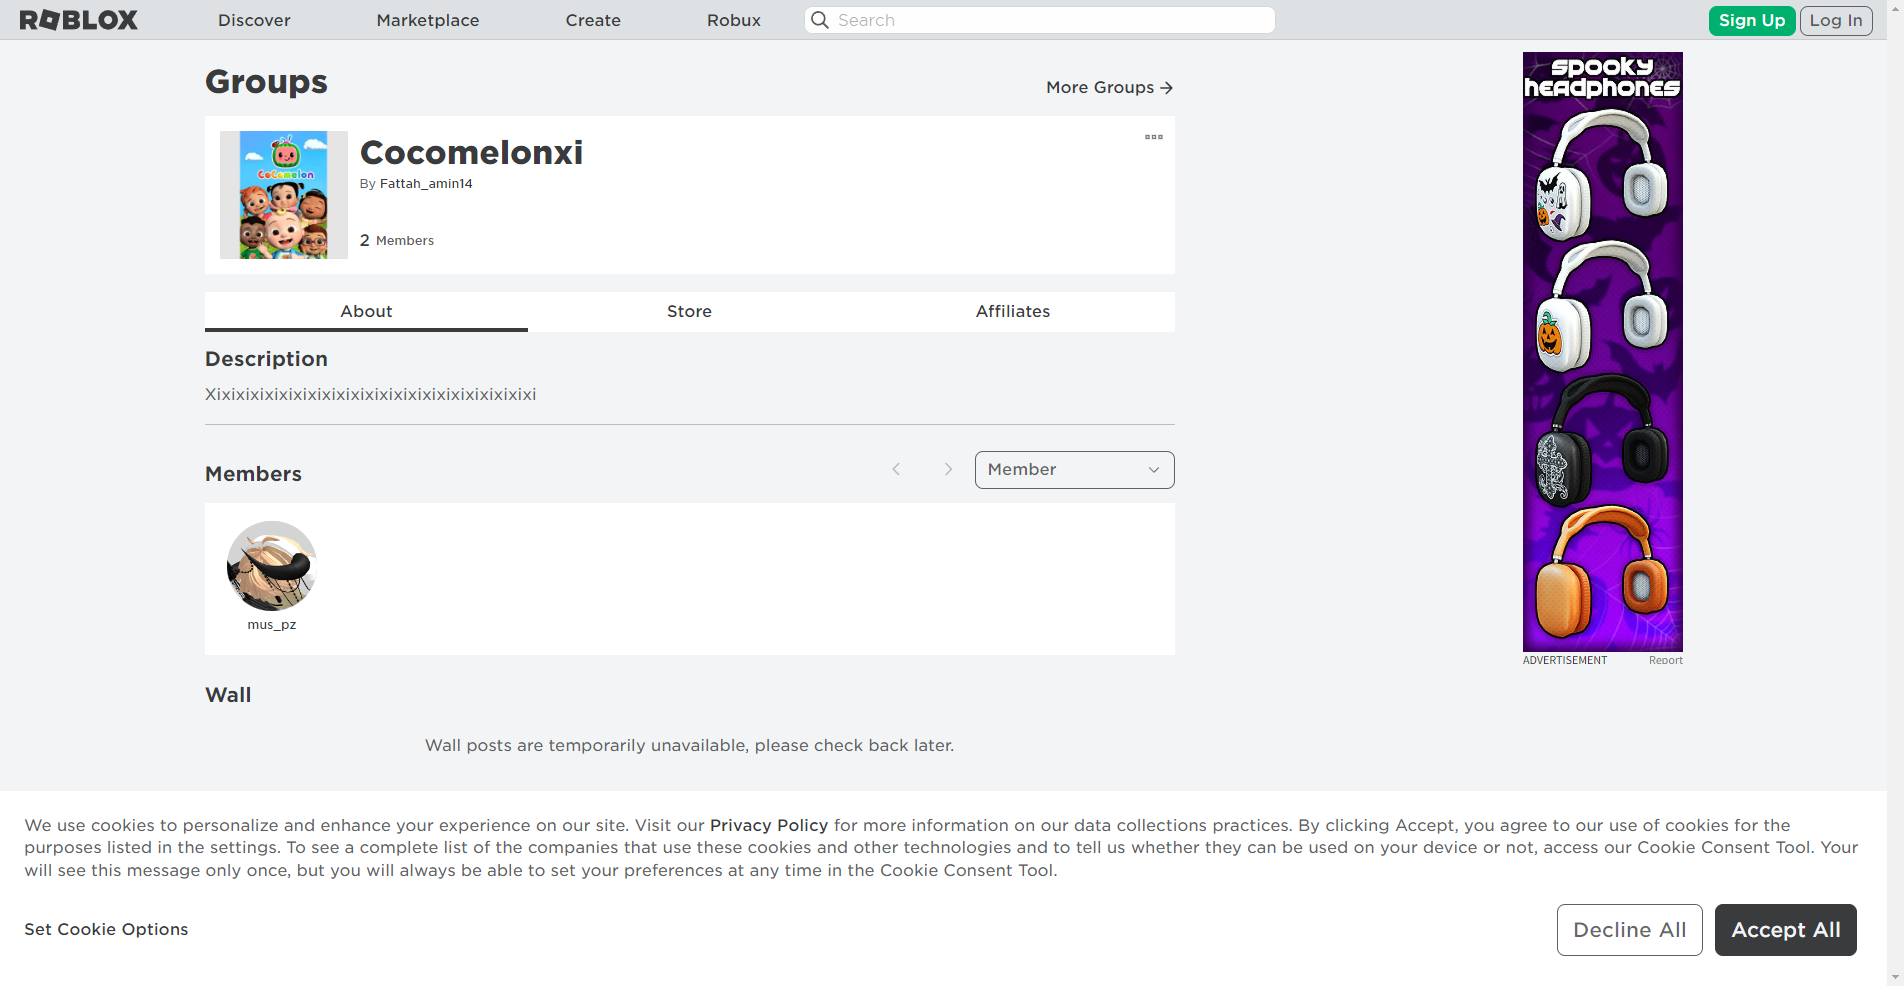 ROBLOX
Discover
Marketplace
Create
Robux
Search
Sign Up
Log In
Groups
More Groups
CoComelon
Cocomelonxi
By Fattah_amin14
2 Members
About
Store
Affiliates
Description
Xixixixixixixixixixixixixixixixixixixixixixixi
Members
Member
mus_pz
Wall
Wall posts are temporarily unavailable, please check back later.
spooky
headphones
ADVERTISEMENT
Report
We use cookies to personalize and enhance your experience on our site. Visit our Privacy Policy for more information on our data collections practices. By clicking Accept, you agree to our use of cookies for the
purposes listed in the settings. To see a complete list of the companies that use these cookies and other technologies and to tell us whether they can be used on your device or not, access our Cookie Consent Tool. Your
will see this message only once, but you will always be able to set your preferences at any time in the Cookie Consent Tool.
Set Cookie Options
Decline All
Accept All